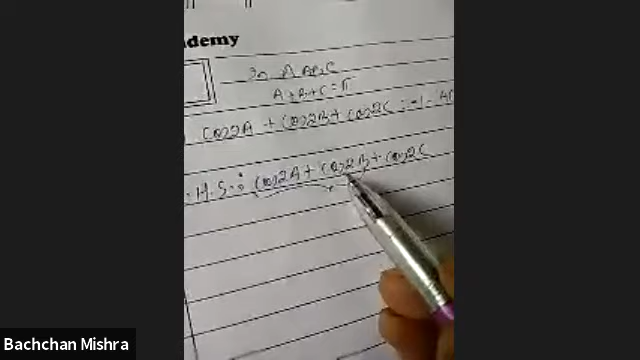 ademy
In Δ ABC
A+B+C=π
cos2A + cos2B + cos2C = -1 - 4
.H.S.: cos2A + cos2B + cos2C
Bachchan Mishra